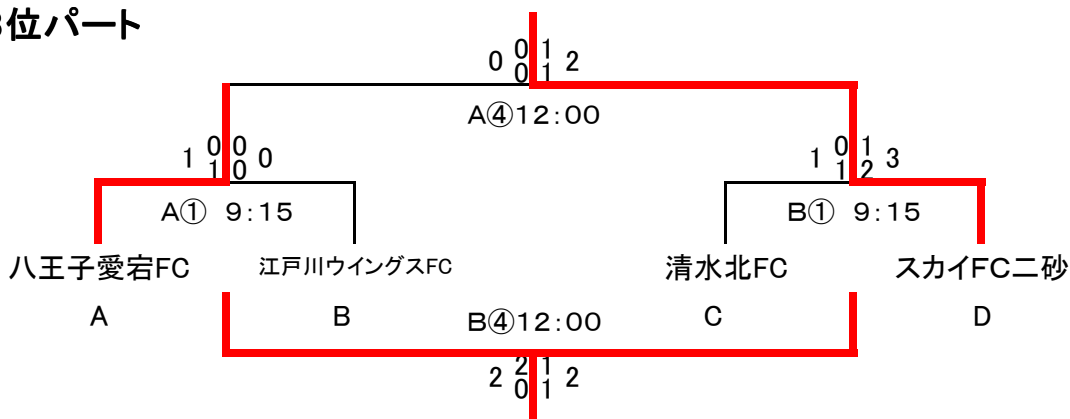 位パート
0 0 1 2
0 1
A④12:00
1 0 0 0
1 0
1 0 1 3
1 2
A① 9:15
B① 9:15
八王子愛宕FC 江戸川ウイングスFC 清水北FC スカイFC二砂
A B C D
B④12:00
2 2 1 2
0 1